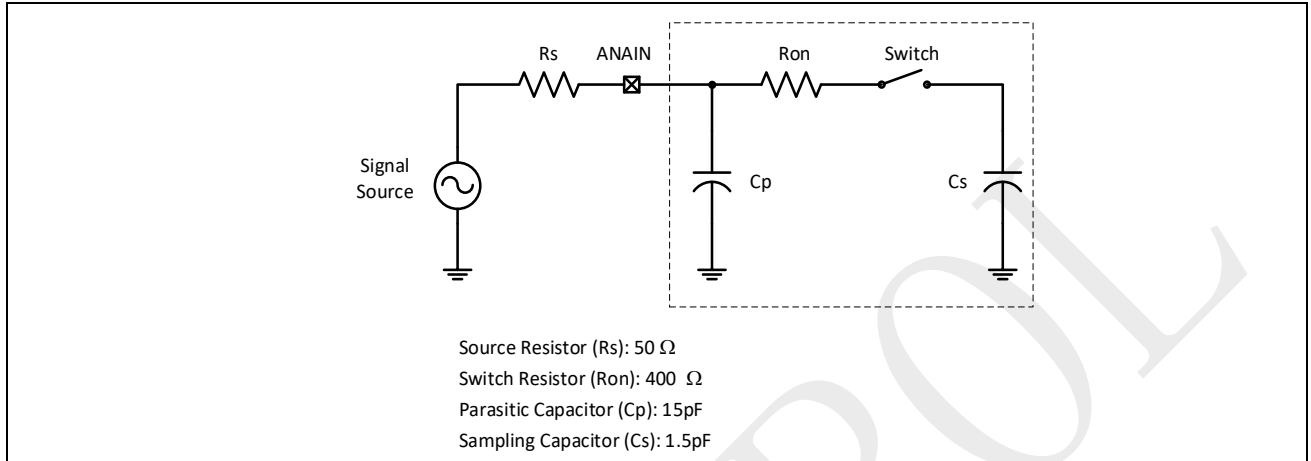 Rs ANAIN Ron Switch
Signal
Source
Cp Cs
Source Resistor (Rs): 50 Ω
Switch Resistor (Ron): 400 Ω
Parasitic Capacitor (Cp): 15pF
Sampling Capacitor (Cs): 1.5pF
POL